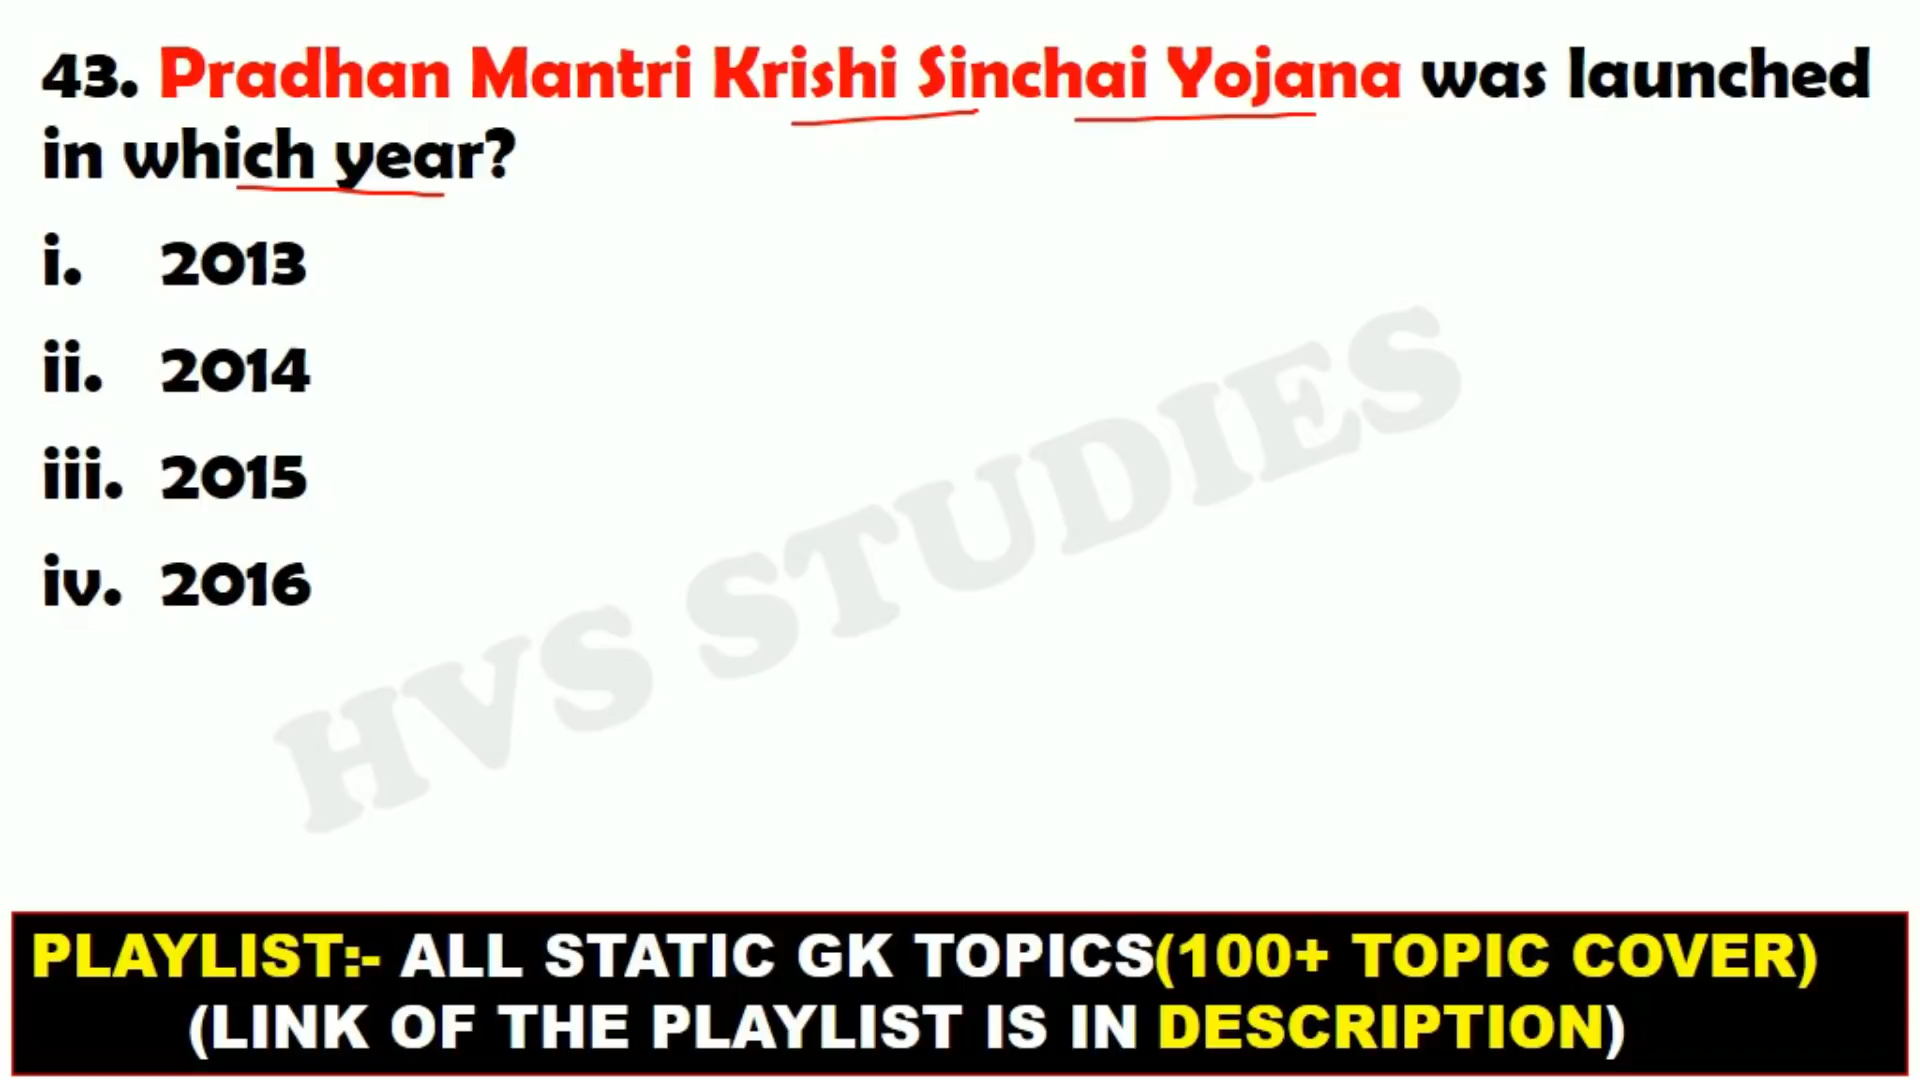 43. Pradhan Mantri Krishi Sinchai Yojana was launched
in which year?
i. 2013
ii. 2014
iii. 2015
iv. 2016
HVS STUDIES
PLAYLIST:- ALL STATIC GK TOPICS(100+ TOPIC COVER)
(LINK OF THE PLAYLIST IS IN DESCRIPTION)